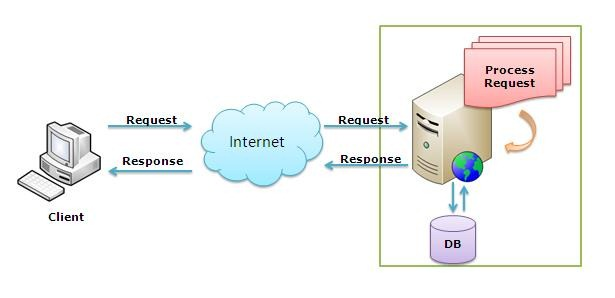 Process
Request
Request
Request
Internet
Response
Response
Client
DB